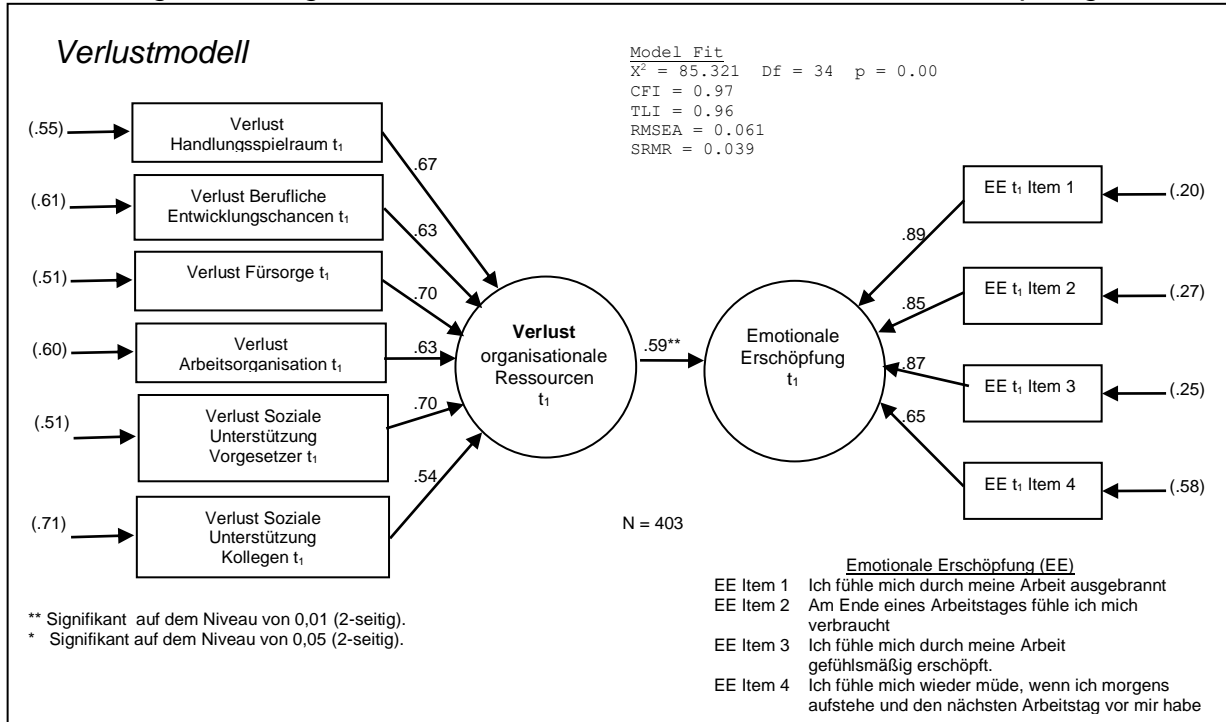 Verlustmodell
Model Fit
X² = 85.321 Df = 34 p = 0.00
CFI = 0.97
TLI = 0.96
RMSEA = 0.061
SRMR = 0.039
(.55)
Verlust
Handlungsspielraum t₁
.67
(.61)
Verlust Berufliche
Entwicklungschancen t₁
.63
(.51)
Verlust Fürsorge t₁
.70
(.60)
Verlust
Arbeitsorganisation t₁
.63
(.51)
Verlust Soziale
Unterstützung
Vorgesetzer t₁
.70
(.71)
Verlust Soziale
Unterstützung
Kollegen t₁
.54
Verlust
organisationale
Ressourcen
t₁
.59**
Emotionale
Erschöpfung
t₁
.89
EE t₁ Item 1
(.20)
.85
EE t₁ Item 2
(.27)
.87
EE t₁ Item 3
(.25)
.65
EE t₁ Item 4
(.58)
N = 403
** Signifikant auf dem Niveau von 0,01 (2-seitig).
* Signifikant auf dem Niveau von 0,05 (2-seitig).
Emotionale Erschöpfung (EE)
EE Item 1 Ich fühle mich durch meine Arbeit ausgebrannt
EE Item 2 Am Ende eines Arbeitstages fühle ich mich
verbraucht
EE Item 3 Ich fühle mich durch meine Arbeit
gefühlsmäßig erschöpft.
EE Item 4 Ich fühle mich wieder müde, wenn ich morgens
aufstehe und den nächsten Arbeitstag vor mir habe